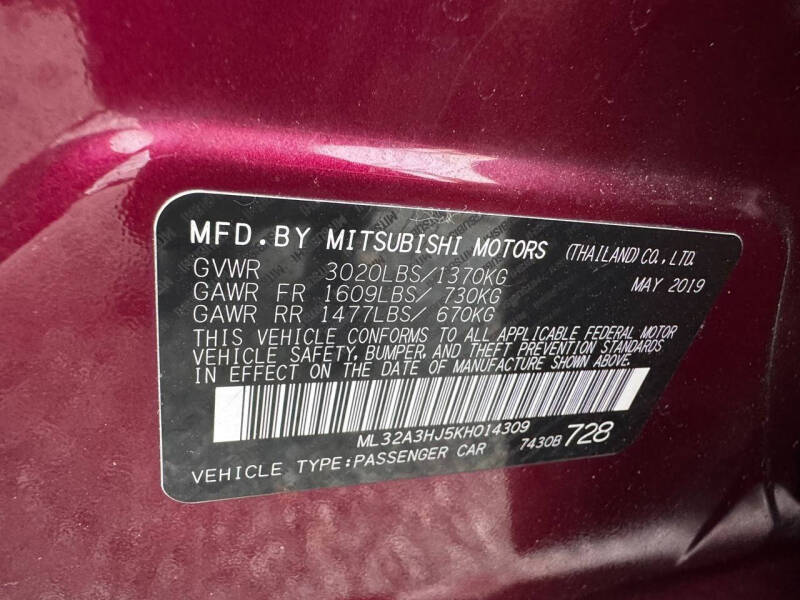 MFD.BY MITSUBISHI MOTORS (THAILAND)CO.,LTD.
GVWR 3020LBS/1370KG MAY 2019
GAWR FR 1609LBS/ 730KG
GAWR RR 1477LBS/ 670KG
THIS VEHICLE CONFORMS TO ALL APPLICABLE FEDERAL MOTOR
VEHICLE SAFETY, BUMPER, AND THEFT PREVENTION STANDARDS
IN EFFECT ON THE DATE OF MANUFACTURE SHOWN ABOVE.
ML32A3HJ5KH014309
VEHICLE TYPE:PASSENGER CAR 7430B 728